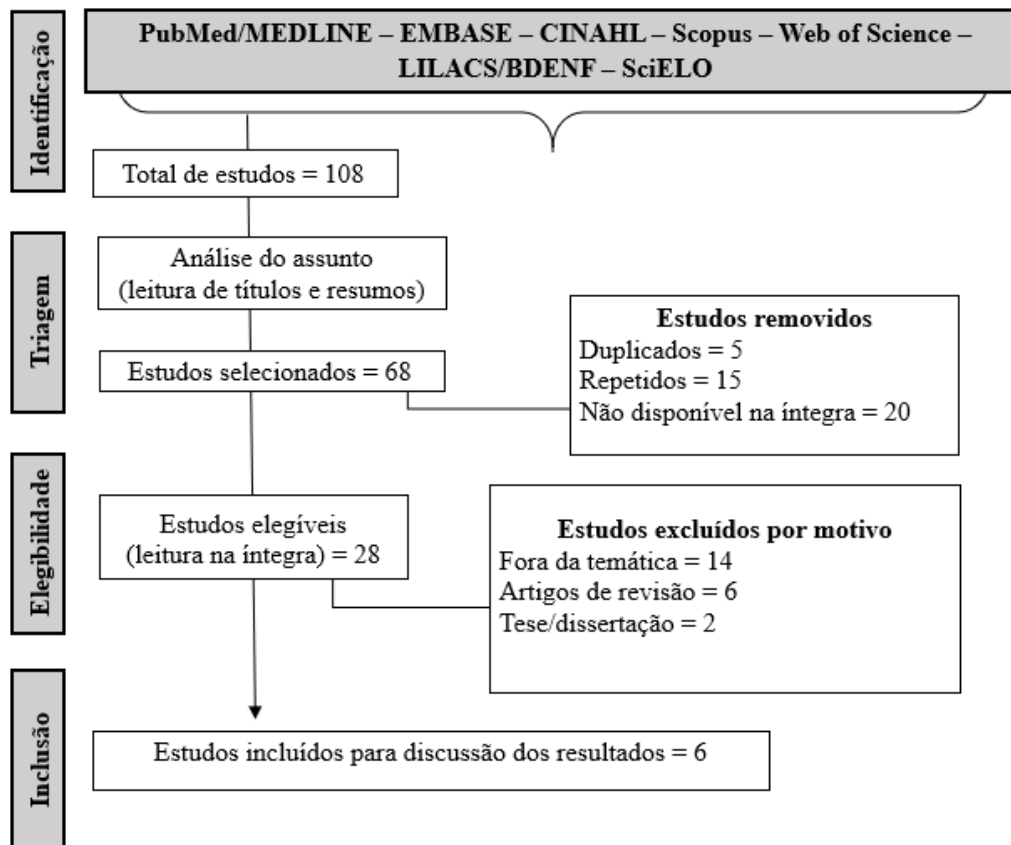 Identificação
PubMed/MEDLINE – EMBASE – CINAHL – Scopus – Web of Science –
LILACS/BDENF – SciELO
Total de estudos = 108
Triagem
Análise do assunto
(leitura de títulos e resumos)
Estudos selecionados = 68
Estudos removidos
Duplicados = 5
Repetidos = 15
Não disponível na íntegra = 20
Elegibilidade
Estudos elegíveis
(leitura na íntegra) = 28
Estudos excluídos por motivo
Fora da temática = 14
Artigos de revisão = 6
Tese/dissertação = 2
Inclusão
Estudos incluídos para discussão dos resultados = 6